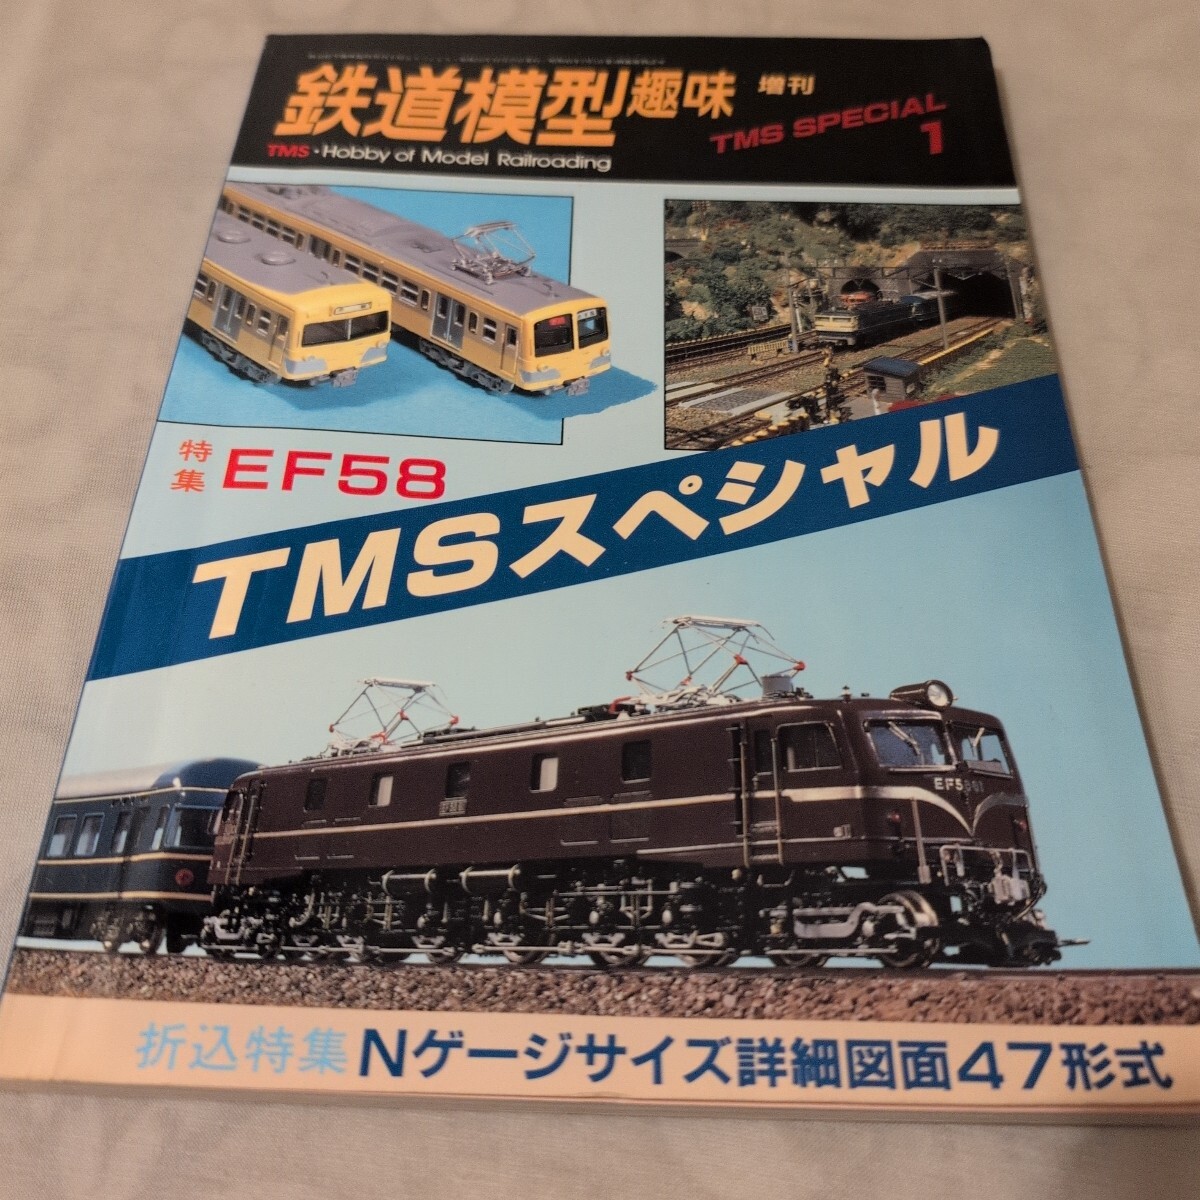 鉄道模型趣味 増刊
TMS・Hobby of Model Railroading
TMS SPECIAL
1
特集 EF58
TMSスペシャル
折込特集 Nゲージサイズ詳細図面47形式